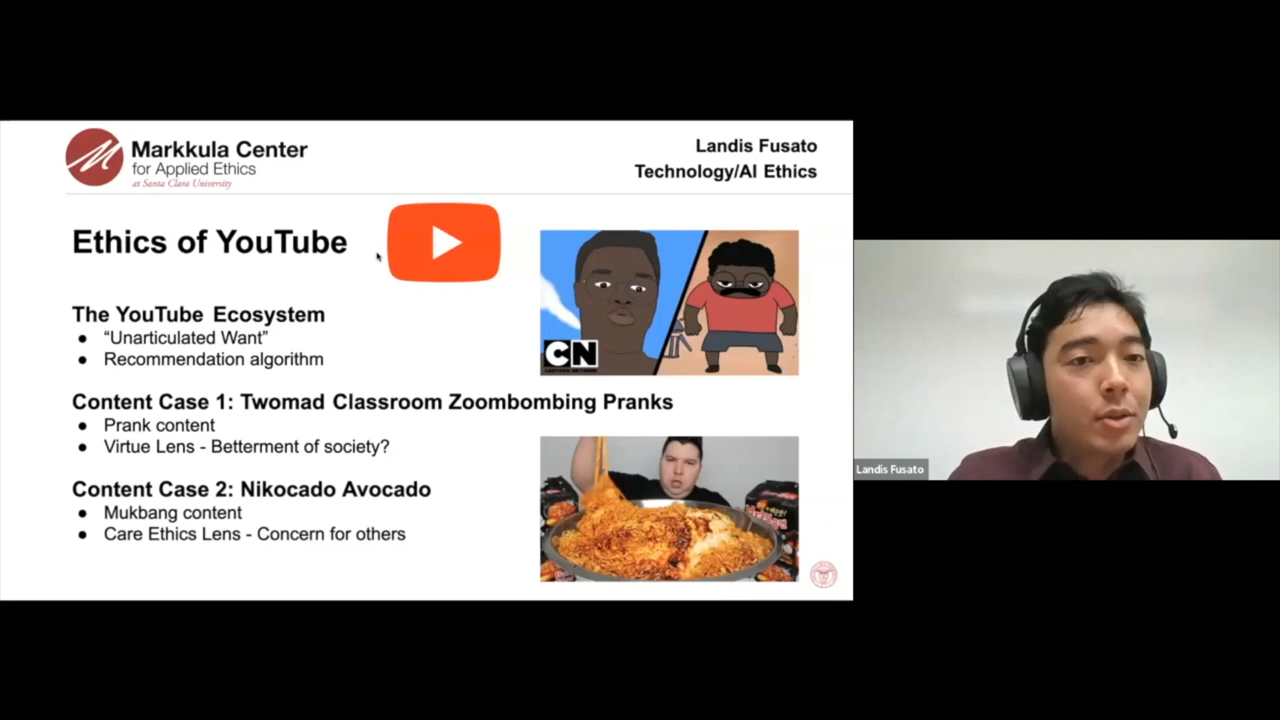 Markkula Center
for Applied Ethics
at Santa Clara University
Landis Fusato
Technology/AI Ethics
Ethics of YouTube
The YouTube Ecosystem
● “Unarticulated Want”
● Recommendation algorithm
Content Case 1: Twomad Classroom Zoombombing Pranks
● Prank content
● Virtue Lens - Betterment of society?
Content Case 2: Nikocado Avocado
● Mukbang content
● Care Ethics Lens - Concern for others
CN
CARTOON NETWORK
Landis Fusato